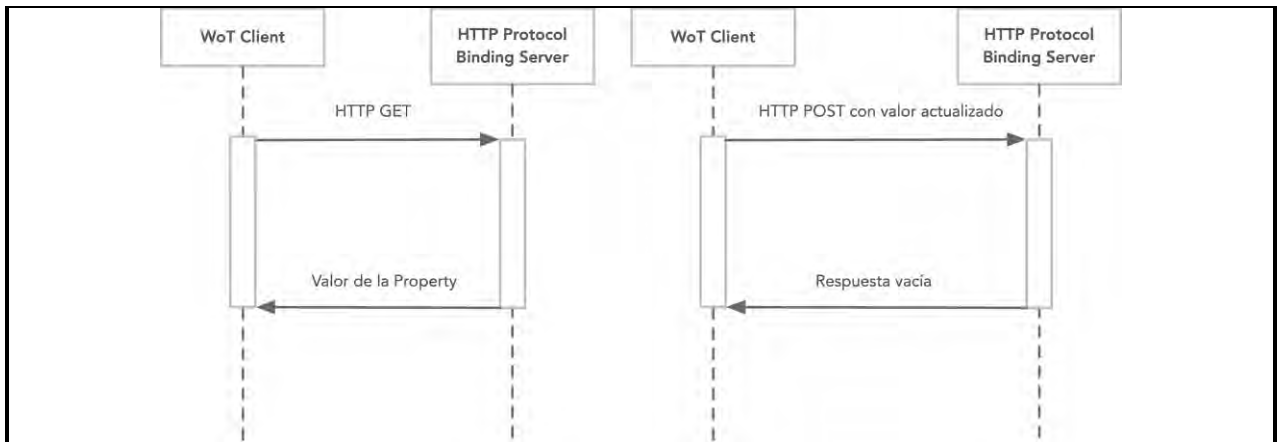 WoT Client
HTTP Protocol
Binding Server
HTTP GET
Valor de la Property
WoT Client
HTTP Protocol
Binding Server
HTTP POST con valor actualizado
Respuesta vacía